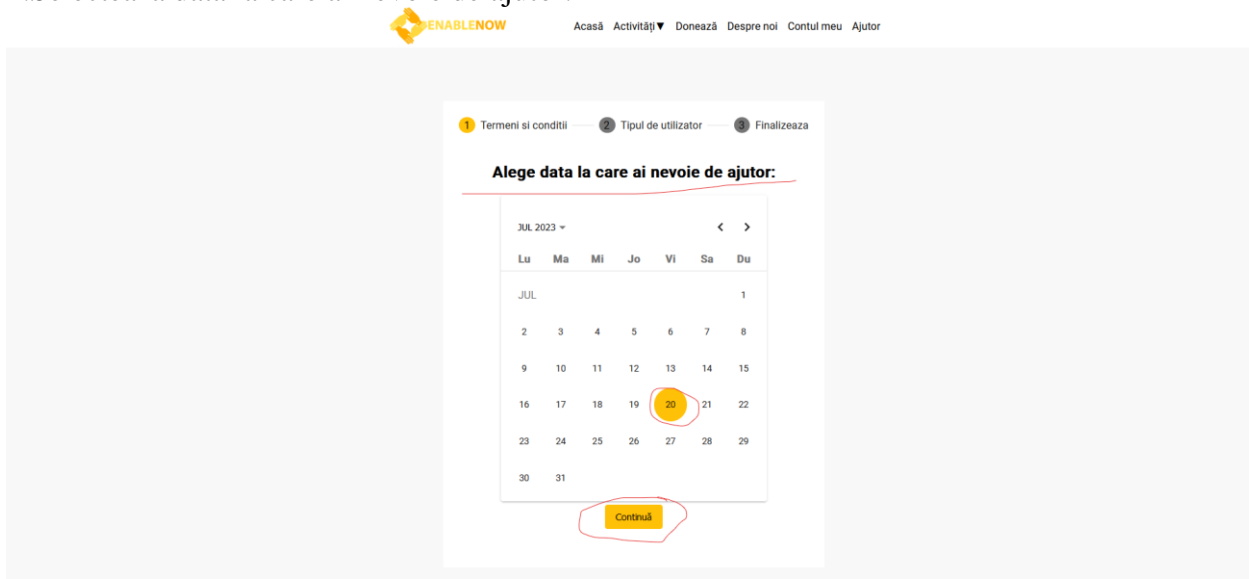 ENABLENOW Acasă Activități▼ Donează Despre noi Contul meu Ajutor
1 Termeni si conditii 2 Tipul de utilizator 3 Finalizeaza
Alege data la care ai nevoie de ajutor:
JUL 2023
Lu Ma Mi Jo Vi Sa Du
JUL 1
2 3 4 5 6 7 8
9 10 11 12 13 14 15
16 17 18 19 20 21 22
23 24 25 26 27 28 29
30 31
Continuă